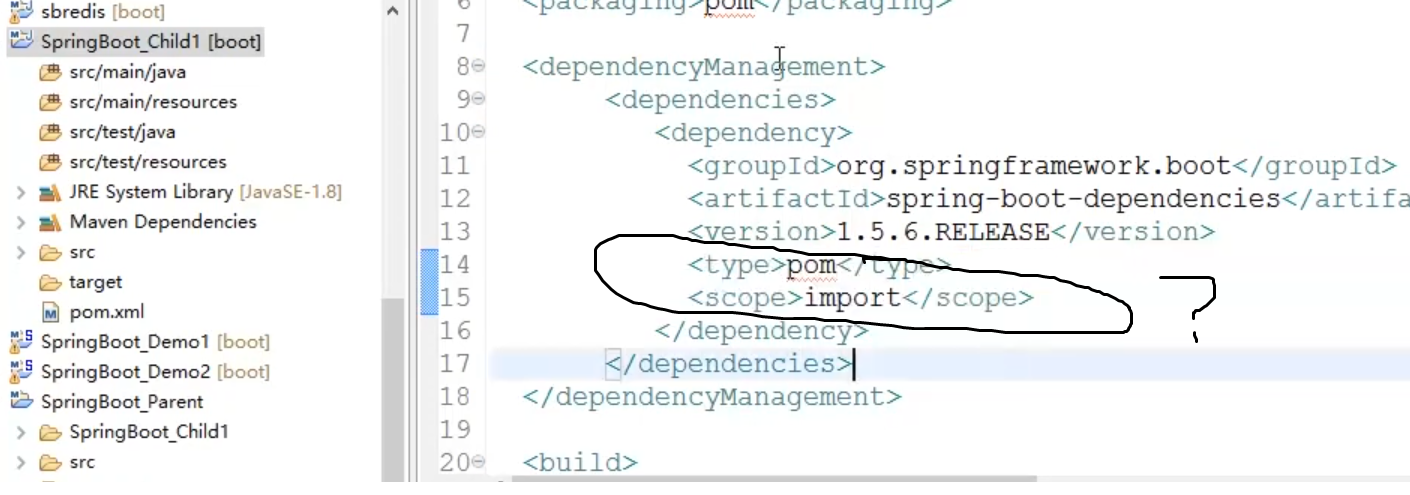 sbredis [boot]
SpringBoot_Child1 [boot]
src/main/java
src/main/resources
src/test/java
src/test/resources
JRE System Library [JavaSE-1.8]
Maven Dependencies
src
target
pom.xml
SpringBoot_Demo1 [boot]
SpringBoot_Demo2 [boot]
SpringBoot_Parent
SpringBoot_Child1
src
6 <packaging>pom</packaging>
7
8 <dependencyManagement>
9 <dependencies>
10 <dependency>
11 <groupId>org.springframework.boot</groupId>
12 <artifactId>spring-boot-dependencies</artifa
13 <version>1.5.6.RELEASE</version>
14 <type>pom</type>
15 <scope>import</scope>
16 </dependency>
17 </dependencies>
18 </dependencyManagement>
19
20 <build>
?